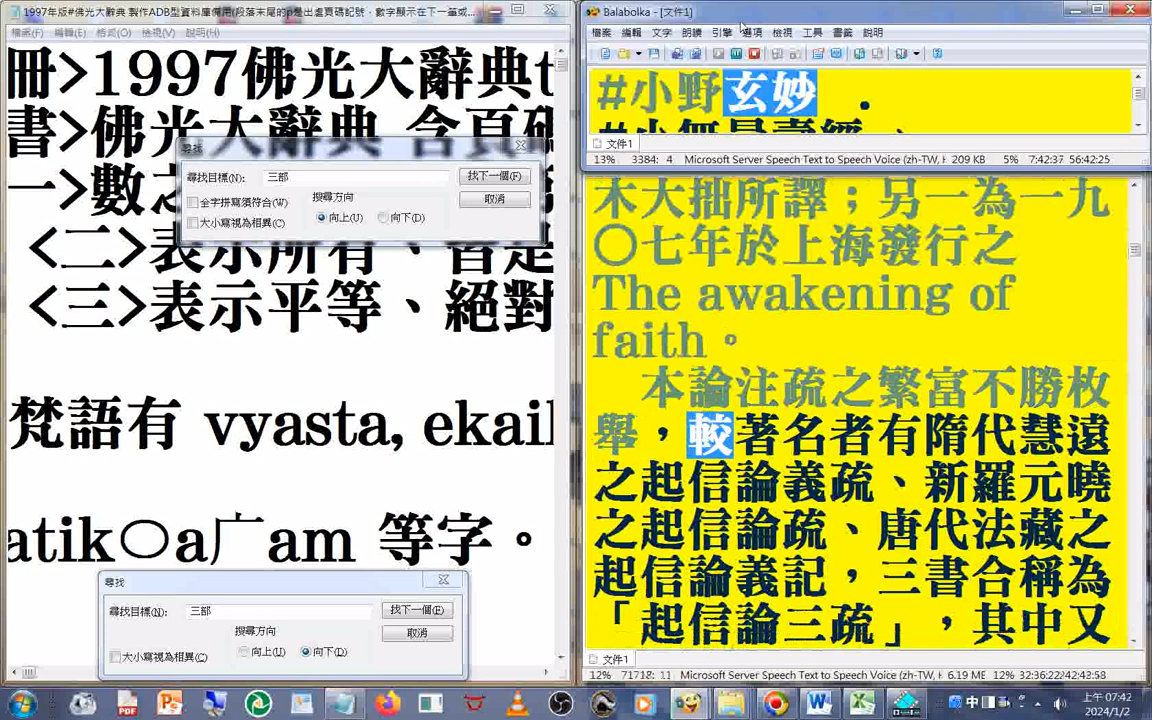 1997年版#佛光大辭典 製作ADB型資料庫備用(段落末尾的p是出處頁碼記號、數字顯示在下一筆或...
檔案(F) 編輯(E) 格式(O) 檢視(V) 說明(H)
冊>1997佛光大辭典t
書>佛光大辭典 含頁碼
一>數之
<二>表示所有、皆是
<三>表示平等、絕對
梵語有 vyasta, ekail
atik○a广am 等字。
尋找
尋找目標(N): 三部
找下一個(F)
全字拼寫須符合(W)
搜尋方向
取消
大小寫視為相異(C)
向上(U) 向下(D)
尋找
尋找目標(N): 三部
找下一個(F)
搜尋方向
取消
大小寫視為相異(C)
向上(U) 向下(D)
Balabolka - [文件1]
檔案 編輯 文字 朗讀 引擎 選項 檢視 工具 書籤 說明
#小野玄妙 .
#小無量壽經 、
文件1
13% 3384: 4 Microsoft Server Speech Text to Speech Voice (zh-TW, H 209 KB 5% 7:42:37 56:42:25
木大拙所譯；另一為一九
〇七年於上海發行之
The awakening of
faith。
本論注疏之繁富不勝枚
舉，較著名者有隋代慧遠
之起信論義疏、新羅元曉
之起信論疏、唐代法藏之
起信論義記，三書合稱為
「起信論三疏」，其中又
文件1
12% 71718: 11 Microsoft Server Speech Text to Speech Voice (zh-TW, H 6.19 ME 12% 32:36:22
中
上午 07:42
2024/1/2